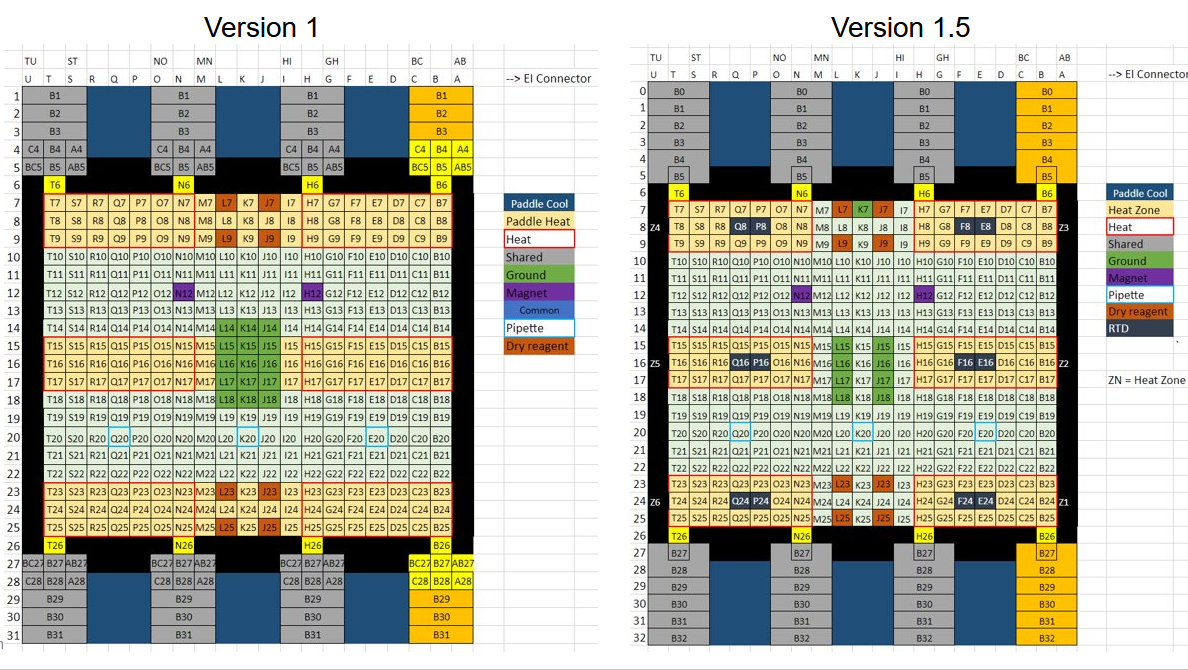 Version 1
TU ST NO MN HI GH BC AB
U T S R Q P O N M L K J I H G F E D C B A --> EI Connector
1 B1 B1 B1 B1
2 B2 B2 B2 B2
3 B3 B3 B3 B3
4 C4 B4 A4 C4 B4 A4 C4 B4 A4 C4 B4 A4
5 BC5 B5 AB5 BC5 B5 AB5 BC5 B5 AB5 BC5 B5 AB5
6 T6 N6 H6 B6
7 T7 S7 R7 Q7 P7 O7 N7 M7 L7 K7 J7 I7 H7 G7 F7 E7 D7 C7 B7
8 T8 S8 R8 Q8 P8 O8 N8 M8 L8 K8 J8 I8 H8 G8 F8 E8 D8 C8 B8
9 T9 S9 R9 Q9 P9 O9 N9 M9 L9 K9 J9 I9 H9 G9 F9 E9 D9 C9 B9
10 T10 S10 R10 Q10 P10 O10 N10 M10 L10 K10 J10 I10 H10 G10 F10 E10 D10 C10 B10
11 T11 S11 R11 Q11 P11 O11 N11 M11 L11 K11 J11 I11 H11 G11 F11 E11 D11 C11 B11
12 T12 S12 R12 Q12 P12 O12 N12 M12 L12 K12 J12 I12 H12 G12 F12 E12 D12 C12 B12
13 T13 S13 R13 Q13 P13 O13 N13 M13 L13 K13 J13 I13 H13 G13 F13 E13 D13 C13 B13
14 T14 S14 R14 Q14 P14 O14 N14 M14 L14 K14 J14 I14 H14 G14 F14 E14 D14 C14 B14
15 T15 S15 R15 Q15 P15 O15 N15 M15 L15 K15 J15 I15 H15 G15 F15 E15 D15 C15 B15
16 T16 S16 R16 Q16 P16 O16 N16 M16 L16 K16 J16 I16 H16 G16 F16 E16 D16 C16 B16
17 T17 S17 R17 Q17 P17 O17 N17 M17 L17 K17 J17 I17 H17 G17 F17 E17 D17 C17 B17
18 T18 S18 R18 Q18 P18 O18 N18 M18 L18 K18 J18 I18 H18 G18 F18 E18 D18 C18 B18
19 T19 S19 R19 Q19 P19 O19 N19 M19 L19 K19 J19 I19 H19 G19 F19 E19 D19 C19 B19
20 T20 S20 R20 Q20 P20 O20 N20 M20 L20 K20 J20 I20 H20 G20 F20 E20 D20 C20 B20
21 T21 S21 R21 Q21 P21 O21 N21 M21 L21 K21 J21 I21 H21 G21 F21 E21 D21 C21 B21
22 T22 S22 R22 Q22 P22 O22 N22 M22 L22 K22 J22 I22 H22 G22 F22 E22 D22 C22 B22
23 T23 S23 R23 Q23 P23 O23 N23 M23 L23 K23 J23 I23 H23 G23 F23 E23 D23 C23 B23
24 T24 S24 R24 Q24 P24 O24 N24 M24 L24 K24 J24 I24 H24 G24 F24 E24 D24 C24 B24
25 T25 S25 R25 Q25 P25 O25 N25 M25 L25 K25 J25 I25 H25 G25 F25 E25 D25 C25 B25
26 T26 N26 H26 B26
27 BC27 B27 AB27 BC27 B27 AB27 BC27 B27 AB27 BC27 B27 AB27
28 C28 B28 A28 C28 B28 A28 C28 B28 A28 C28 B28 A28
29 B29 B29 B29 B29
30 B30 B30 B30 B30
31 B31 B31 B31 B31
Paddle Cool
Paddle Heat
Heat
Shared
Ground
Magnet
Common
Pipette
Dry reagent
Version 1.5
TU ST NO MN HI GH BC AB
U T S R Q P O N M L K J I H G F E D C B A --> EI Connector
0 B0 B0 B0 B0
1 B1 B1 B1 B1
2 B2 B2 B2 B2
3 B3 B3 B3 B3
4 B4 B4 B4 B4
5 B5 B5 B5 B5
6 T6 N6 H6 B6
7 T7 S7 R7 Q7 P7 O7 N7 M7 L7 K7 J7 I7 H7 G7 F7 E7 D7 C7 B7
8 Z4 T8 S8 R8 Q8 P8 O8 N8 M8 L8 K8 J8 I8 H8 G8 F8 E8 D8 C8 B8 Z3
9 T9 S9 R9 Q9 P9 O9 N9 M9 L9 K9 J9 I9 H9 G9 F9 E9 D9 C9 B9
10 T10 S10 R10 Q10 P10 O10 N10 M10 L10 K10 J10 I10 H10 G10 F10 E10 D10 C10 B10
11 T11 S11 R11 Q11 P11 O11 N11 M11 L11 K11 J11 I11 H11 G11 F11 E11 D11 C11 B11
12 T12 S12 R12 Q12 P12 O12 N12 M12 L12 K12 J12 I12 H12 G12 F12 E12 D12 C12 B12
13 T13 S13 R13 Q13 P13 O13 N13 M13 L13 K13 J13 I13 H13 G13 F13 E13 D13 C13 B13
14 T14 S14 R14 Q14 P14 O14 N14 M14 L14 K14 J14 I14 H14 G14 F14 E14 D14 C14 B14
15 T15 S15 R15 Q15 P15 O15 N15 M15 L15 K15 J15 I15 H15 G15 F15 E15 D15 C15 B15
16 Z5 T16 S16 R16 Q16 P16 O16 N16 M16 L16 K16 J16 I16 H16 G16 F16 E16 D16 C16 B16 Z2
17 T17 S17 R17 Q17 P17 O17 N17 M17 L17 K17 J17 I17 H17 G17 F17 E17 D17 C17 B17
18 T18 S18 R18 Q18 P18 O18 N18 M18 L18 K18 J18 I18 H18 G18 F18 E18 D18 C18 B18
19 T19 S19 R19 Q19 P19 O19 N19 M19 L19 K19 J19 I19 H19 G19 F19 E19 D19 C19 B19
20 T20 S20 R20 Q20 P20 O20 N20 M20 L20 K20 J20 I20 H20 G20 F20 E20 D20 C20 B20
21 T21 S21 R21 Q21 P21 O21 N21 M21 L21 K21 J21 I21 H21 G21 F21 E21 D21 C21 B21
22 T22 S22 R22 Q22 P22 O22 N22 M22 L22 K22 J22 I22 H22 G22 F22 E22 D22 C22 B22
23 T23 S23 R23 Q23 P23 O23 N23 M23 L23 K23 J23 I23 H23 G23 F23 E23 D23 C23 B23
24 Z6 T24 S24 R24 Q24 P24 O24 N24 M24 L24 K24 J24 I24 H24 G24 F24 E24 D24 C24 B24 Z1
25 T25 S25 R25 Q25 P25 O25 N25 M25 L25 K25 J25 I25 H25 G25 F25 E25 D25 C25 B25
26 T26 N26 H26 B26
27 B27 B27 B27 B27
28 B28 B28 B28 B28
29 B29 B29 B29 B29
30 B30 B30 B30 B30
31 B31 B31 B31 B31
32 B32 B32 B32 B32
Paddle Cool
Heat Zone
Heat
Shared
Ground
Magnet
Pipette
Dry reagent
RTD
ZN = Heat Zone